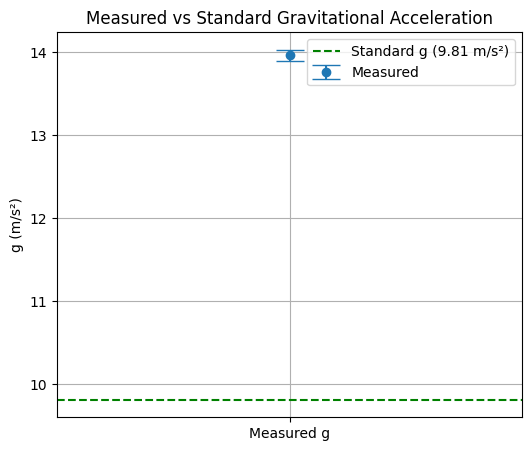 Measured vs Standard Gravitational Acceleration
Standard g (9.81 m/s²)
Measured
14
13
12
11
10
g (m/s²)
Measured g